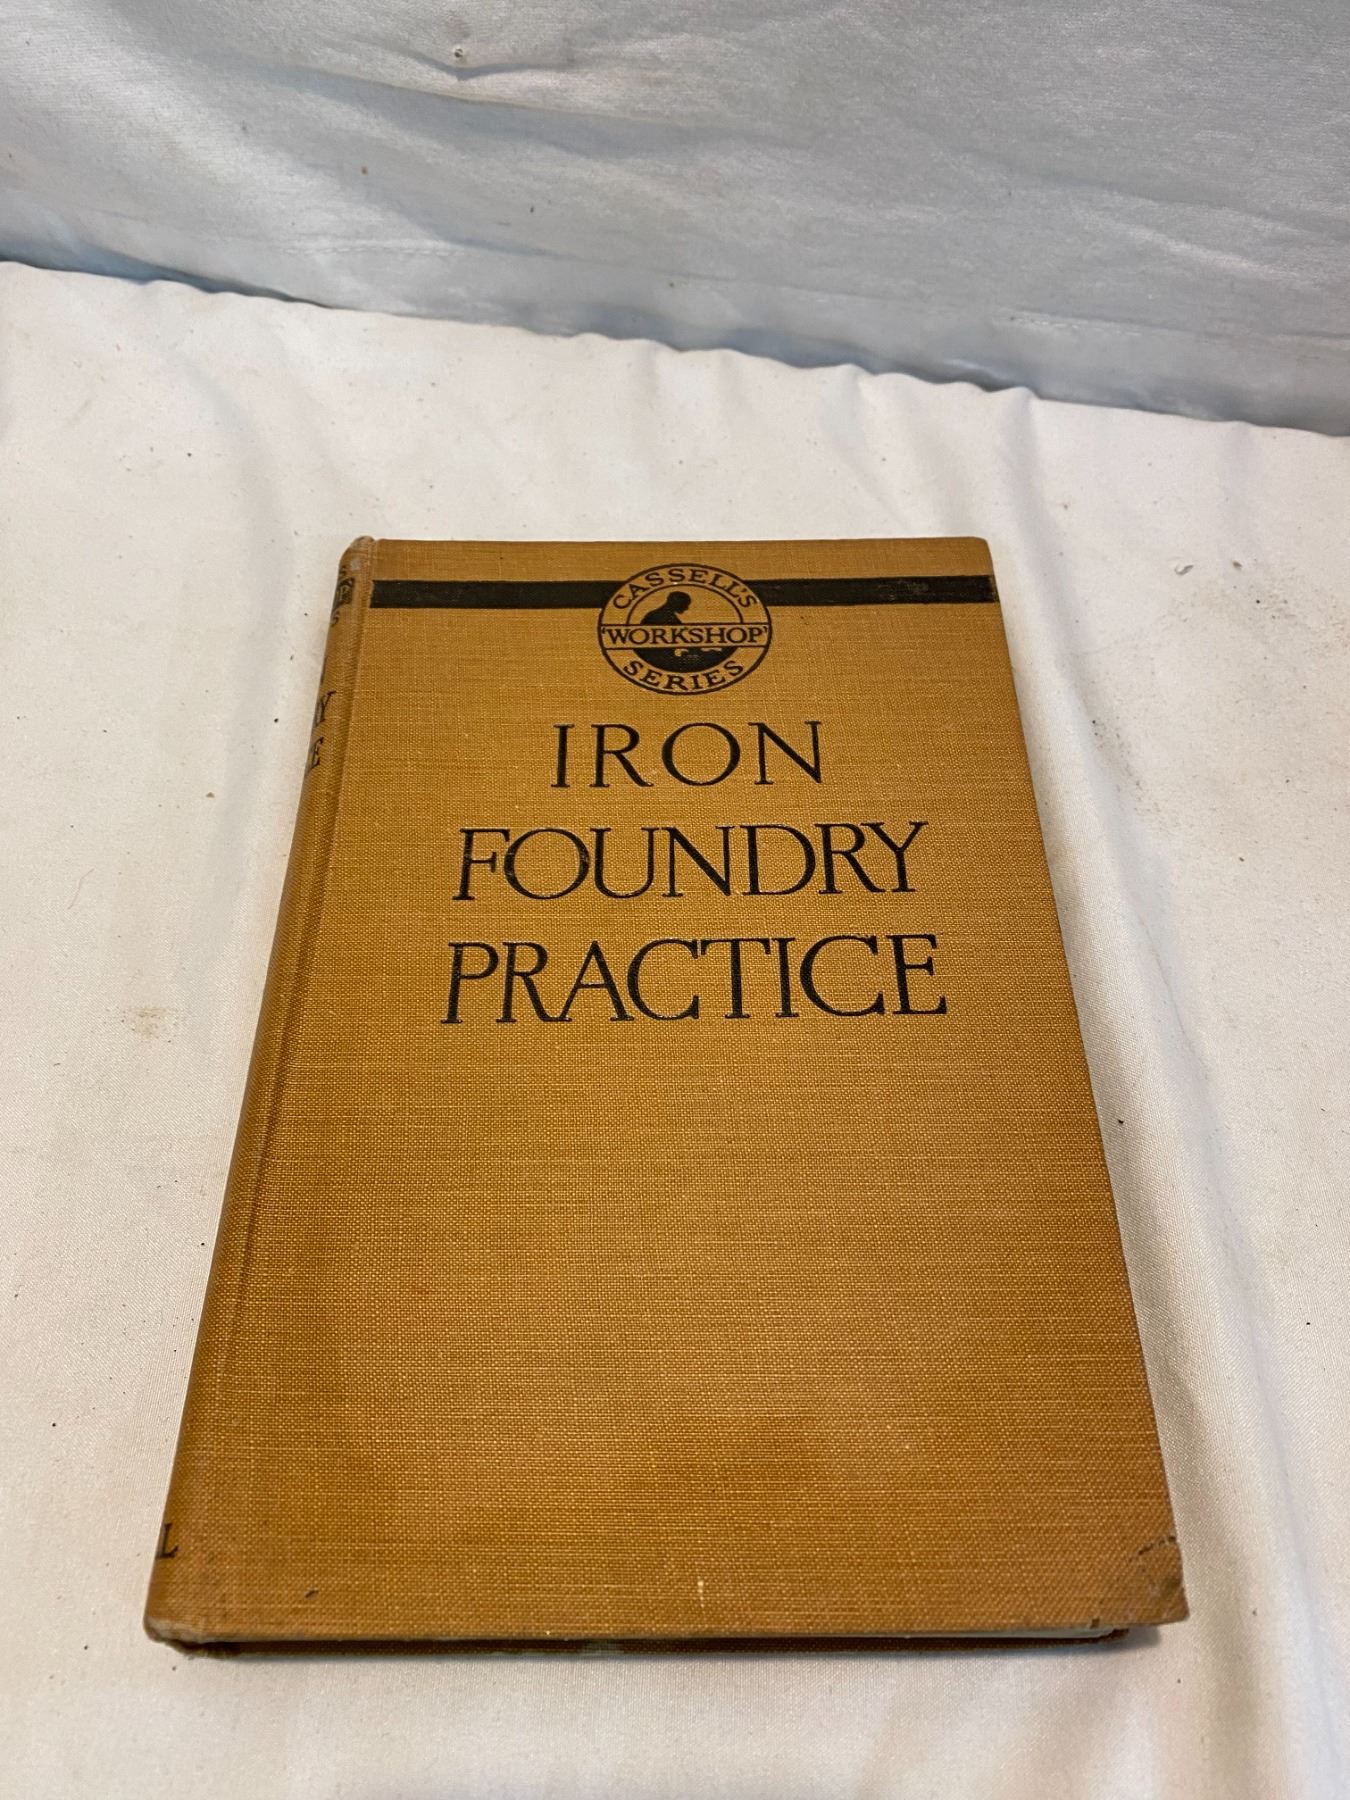 CASSELL'S
'WORKSHOP'
SERIES
IRON
FOUNDRY
PRACTICE